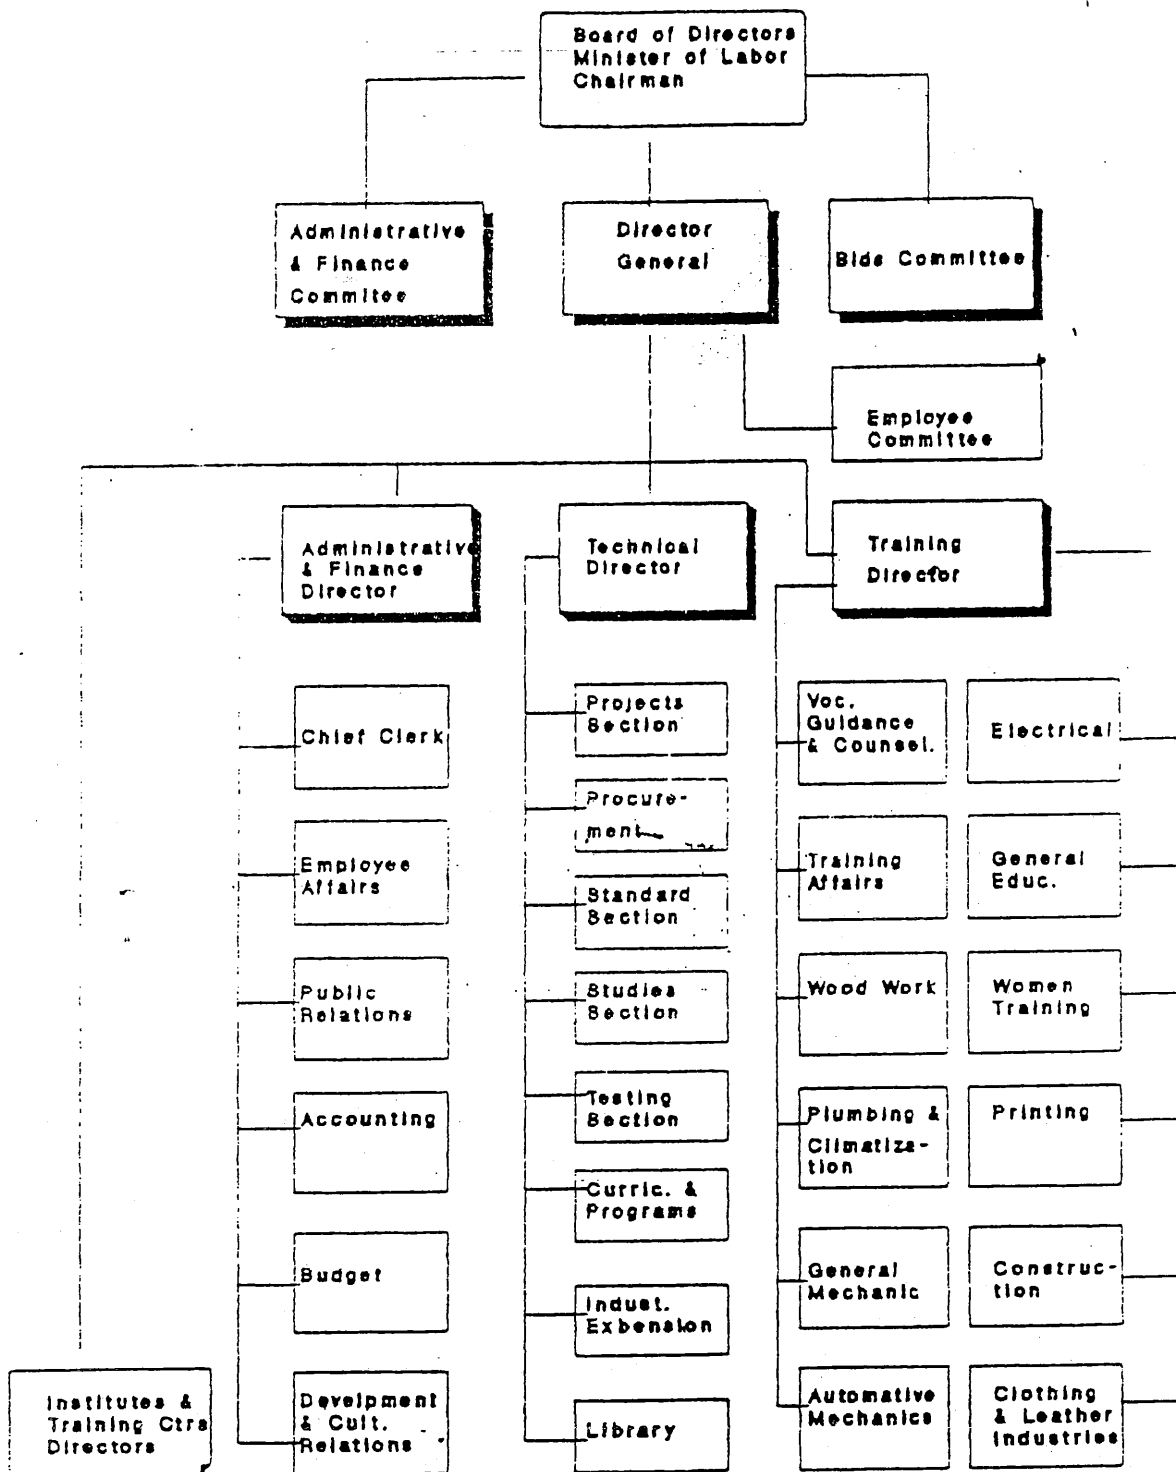 Board of Directors
Minister of Labor
Chairman
Administrative
& Finance
Commitee
Director
General
Bids Committee
Employee
Committee
Administrative
& Finance
Director
Technical
Director
Training
Director
Chief Clerk
Employee
Affairs
Public
Relations
Accounting
Budget
Develpment
& Cult.
Relations
Projects
Section
Procure-
ment
Standard
Section
Studies
Section
Testing
Section
Curric. &
Programs
Indust.
Exbension
Library
Voc.
Guidance
& Counsel.
Training
Affairs
Wood Work
Plumbing &
Climatiza-
tion
General
Mechanic
Automative
Mechanics
Electrical
General
Educ.
Women
Training
Printing
Construc-
tion
Clothing
& Leather
Industries
Institutes &
Training Ctrs
Directors